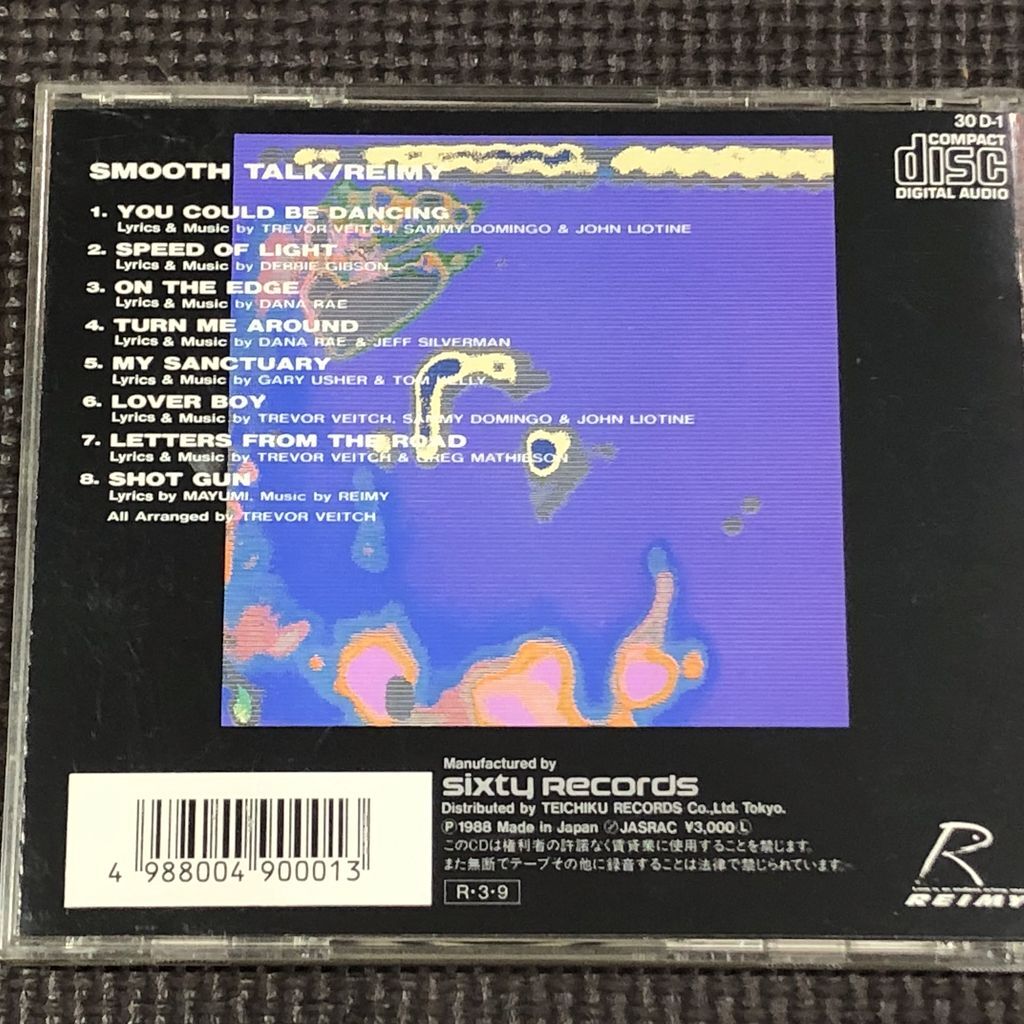 30 D-1
COMPACT
disc
DIGITAL AUDIO
SMOOTH TALK/REIMY
1. YOU COULD BE DANCING
Lyrics & Music by TREVOR VEITCH, SAMMY DOMINGO & JOHN LIOTINE
2. SPEED OF LIGHT
Lyrics & Music by DEBBIE GIBSON
3. ON THE EDGE
Lyrics & Music by DANA RAE
4. TURN ME AROUND
Lyrics & Music by DANA RAE & JEFF SILVERMAN
5. MY SANCTUARY
Lyrics & Music by GARY USHER & TOM KELLY
6. LOVER BOY
Lyrics & Music by TREVOR VEITCH, SAMMY DOMINGO & JOHN LIOTINE
7. LETTERS FROM THE ROAD
Lyrics & Music by TREVOR VEITCH & GREG MATHIESON
8. SHOT GUN
Lyrics by MAYUMI, Music by REIMY
All Arranged by TREVOR VEITCH
Manufactured by
sixty Records
Distributed by TEICHIKU RECORDS Co.,Ltd. Tokyo.
Ⓟ1988 Made in Japan JASRAC ¥3,000Ⓛ
このCDは権利者の許諾なく賃貸業に使用することを禁じます。
また無断でテープその他に録音することは法律で禁じられています。
R・3・9
4 988004 900013
R
REIMY